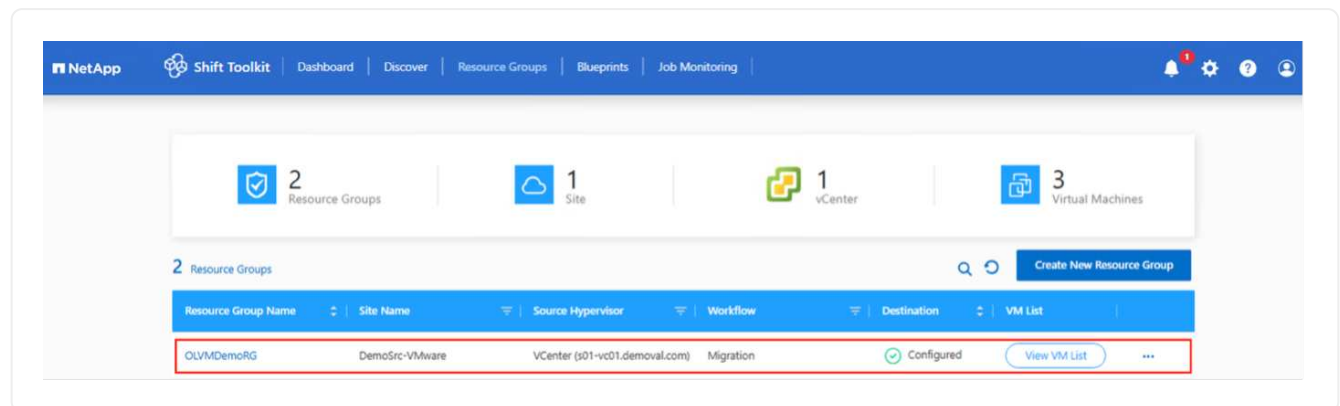 NetApp Shift Toolkit Dashboard Discover Resource Groups Blueprints Job Monitoring 1
2 Resource Groups
1 Site
1 vCenter
3 Virtual Machines
2 Resource Groups Create New Resource Group
Resource Group Name Site Name Source Hypervisor Workflow Destination VM List
OLVMDemoRG DemoSrc-VMware VCenter (s01-vc01.demoval.com) Migration Configured View VM List ...